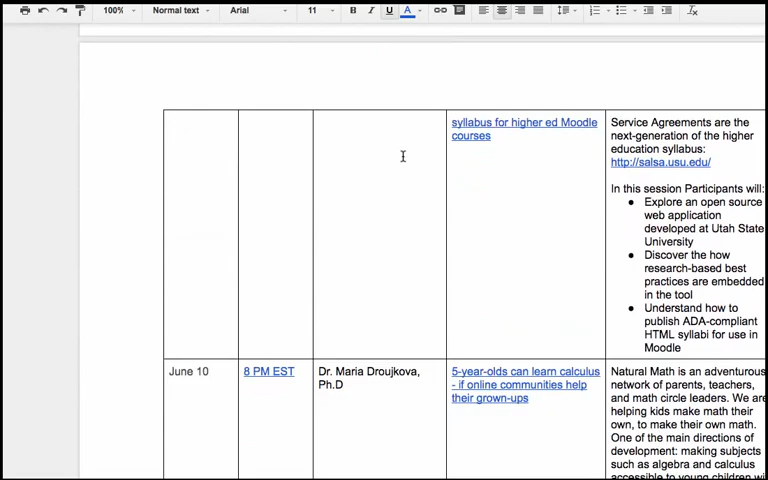 100% Normal text Arial 11 B I U A
syllabus for higher ed Moodle
courses
Service Agreements are the
next-generation of the higher
education syllabus:
http://salsa.usu.edu/
In this session Participants will:
● Explore an open source
web application
developed at Utah State
University
● Discover the how
research-based best
practices are embedded
in the tool
● Understand how to
publish ADA-compliant
HTML syllabi for use in
Moodle
June 10
8 PM EST
Dr. Maria Droujkova,
Ph.D
5-year-olds can learn calculus
- if online communities help
their grown-ups
Natural Math is an adventurous
network of parents, teachers,
and math circle leaders. We are
helping kids make math their
own, to make their own math.
One of the main directions of
development: making subjects
such as algebra and calculus
accessible to young children